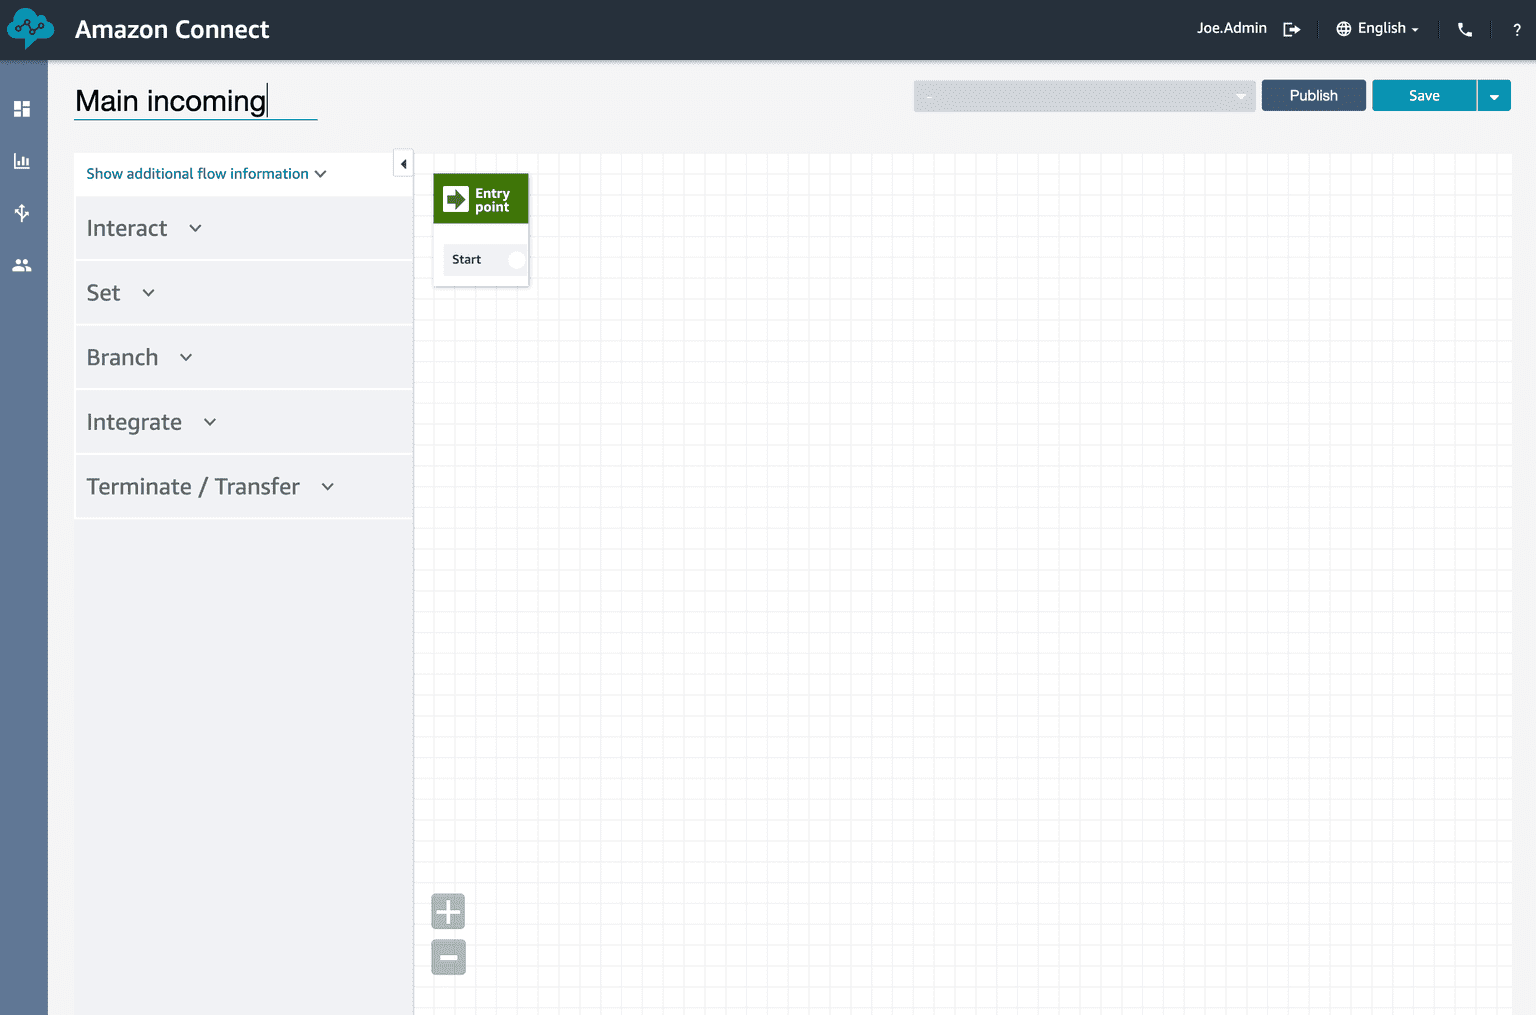 Amazon Connect
Joe.Admin
English
?
Main incoming
-
Publish
Save
Show additional flow information
Interact
Set
Branch
Integrate
Terminate / Transfer
Entry
point
Start